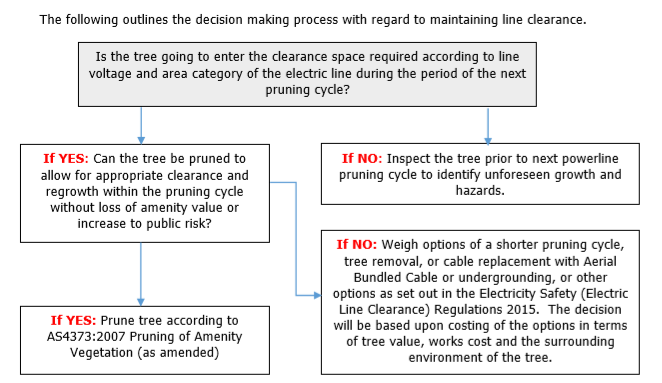 The following outlines the decision making process with regard to maintaining line clearance.
Is the tree going to enter the clearance space required according to line
voltage and area category of the electric line during the period of the next
pruning cycle?
If YES: Can the tree be pruned to
allow for appropriate clearance and
regrowth within the pruning cycle
without loss of amenity value or
increase to public risk?
If NO: Inspect the tree prior to next powerline
pruning cycle to identify unforeseen growth and
hazards.
If NO: Weigh options of a shorter pruning cycle,
tree removal, or cable replacement with Aerial
Bundled Cable or undergrounding, or other
options as set out in the Electricity Safety (Electric
Line Clearance) Regulations 2015. The decision
will be based upon costing of the options in terms
of tree value, works cost and the surrounding
environment of the tree.
If YES: Prune tree according to
AS4373:2007 Pruning of Amenity
Vegetation (as amended)